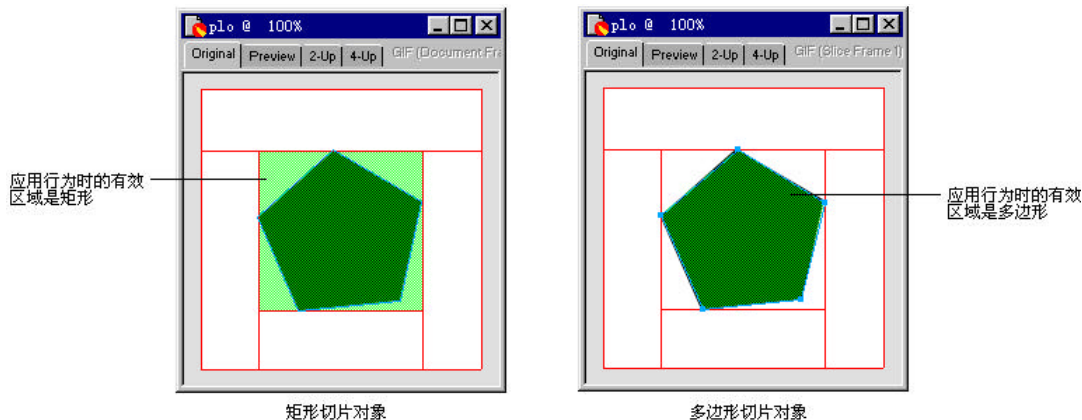 plo @ 100%
Original Preview 2-Up 4-Up GIF (Document Fra
应用行为时的有效
区域是矩形
矩形切片对象
plo @ 100%
Original Preview 2-Up 4-Up GIF (Slice Frame 1)
应用行为时的有效
区域是多边形
多边形切片对象